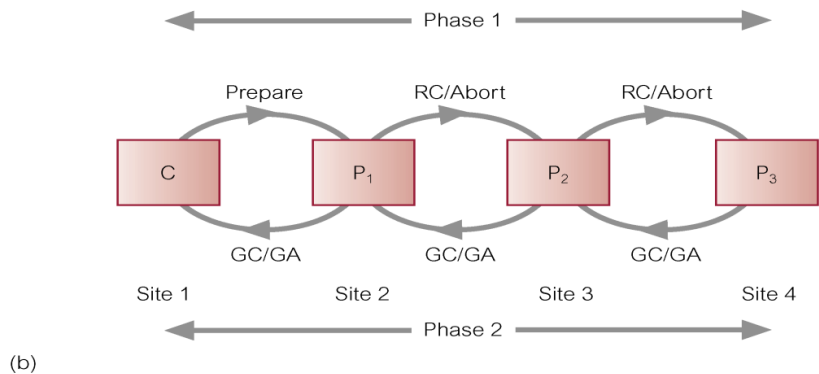 Phase 1
Prepare RC/Abort RC/Abort
C P₁ P₂ P₃
GC/GA GC/GA GC/GA
Site 1 Site 2 Site 3 Site 4
Phase 2
(b)